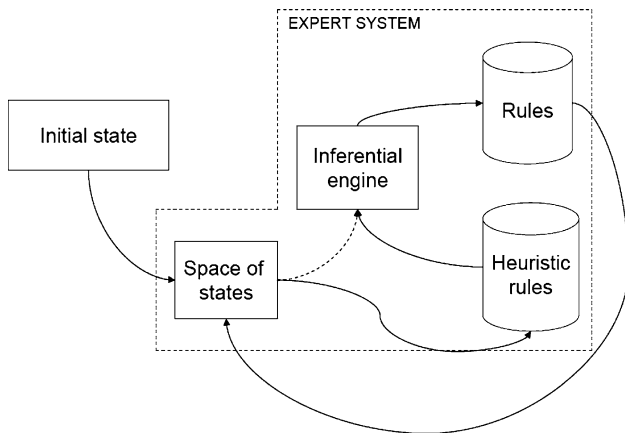 EXPERT SYSTEM
Rules
Initial state
Inferential
engine
Space of
states
Heuristic
rules